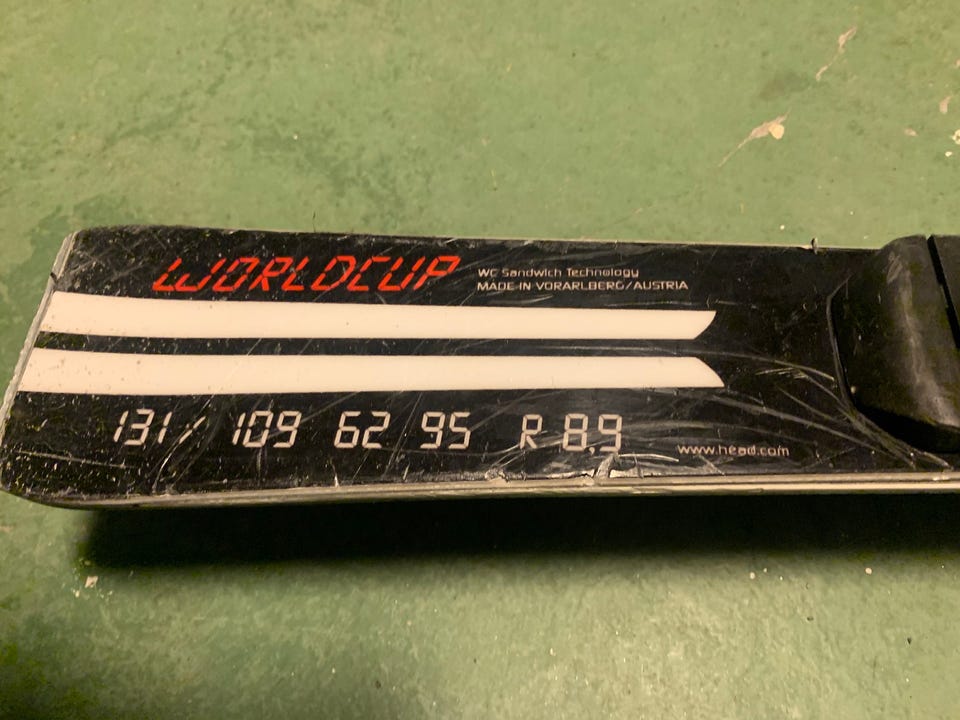 WORLDCUP
WC Sandwich Technology
MADE IN VORARLBERG/AUSTRIA
131/ 109 62 95 R 8,9
www.head.com